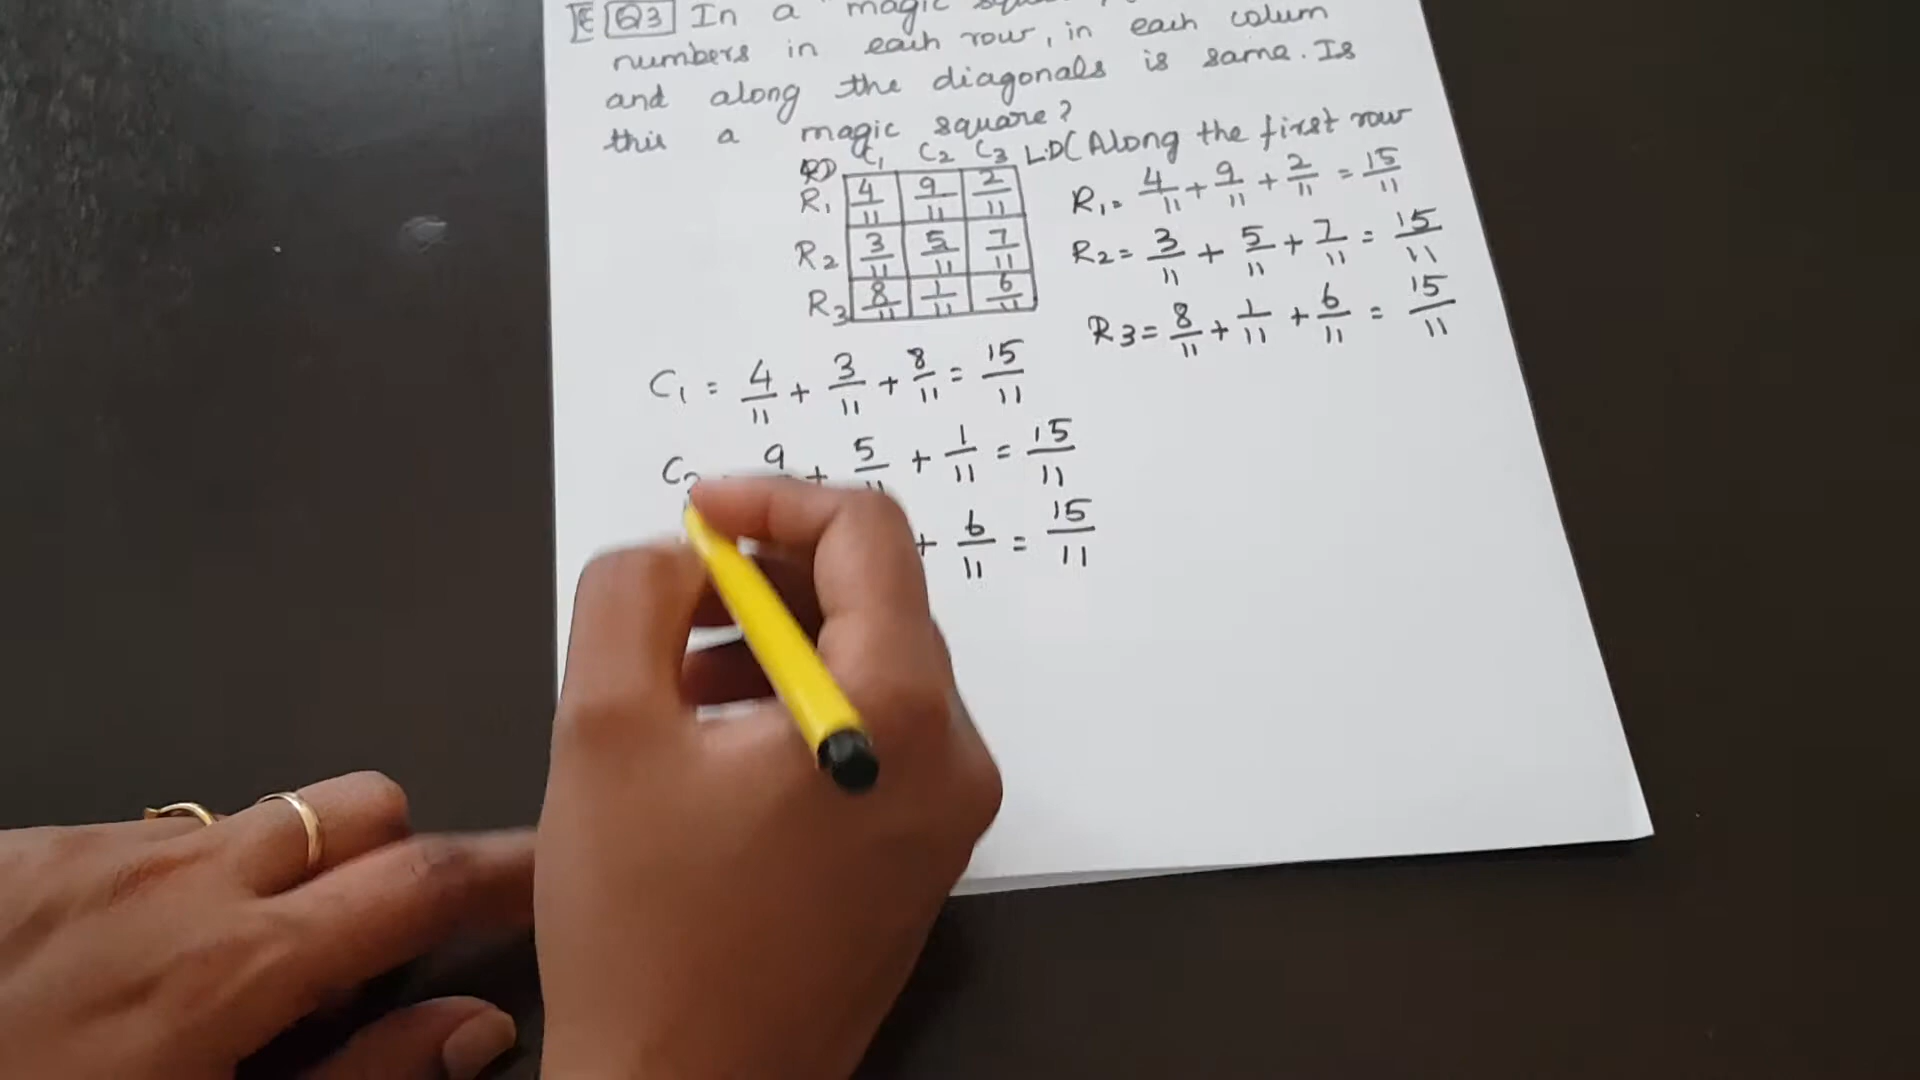 Q3 In a magic
numbers in each row, in each colum
and along the diagonals is same. Is
this a magic square?
RD C1 C2 C3 L.D (Along the first row
R1 4/11 9/11 2/11
R2 3/11 5/11 7/11
R3 8/11 1/11 6/11
R1 = 4/11 + 9/11 + 2/11 = 15/11
R2 = 3/11 + 5/11 + 7/11 = 15/11
R3 = 8/11 + 1/11 + 6/11 = 15/11
C1 = 4/11 + 3/11 + 8/11 = 15/11
C2 9 + 5/11 + 1/11 = 15/11
+ 6/11 = 15/11